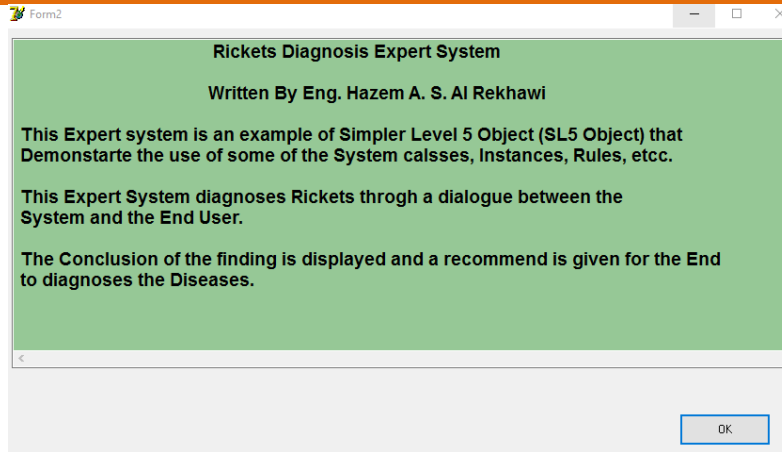 Form2
Rickets Diagnosis Expert System
Written By Eng. Hazem A. S. Al Rekhawi
This Expert system is an example of Simpler Level 5 Object (SL5 Object) that
Demonstarte the use of some of the System calsses, Instances, Rules, etcc.
This Expert System diagnoses Rickets throgh a dialogue between the
System and the End User.
The Conclusion of the finding is displayed and a recommend is given for the End
to diagnoses the Diseases.
OK